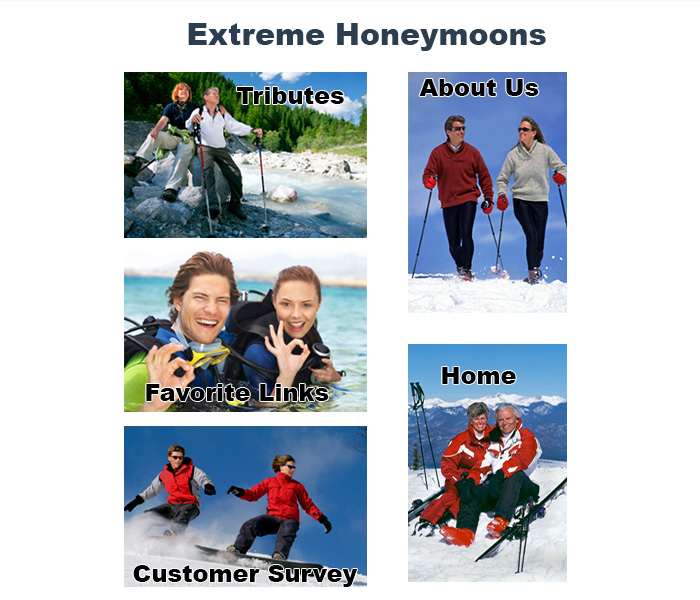 Extreme Honeymoons
Tributes
About Us
Favorite Links
Home
Customer Survey